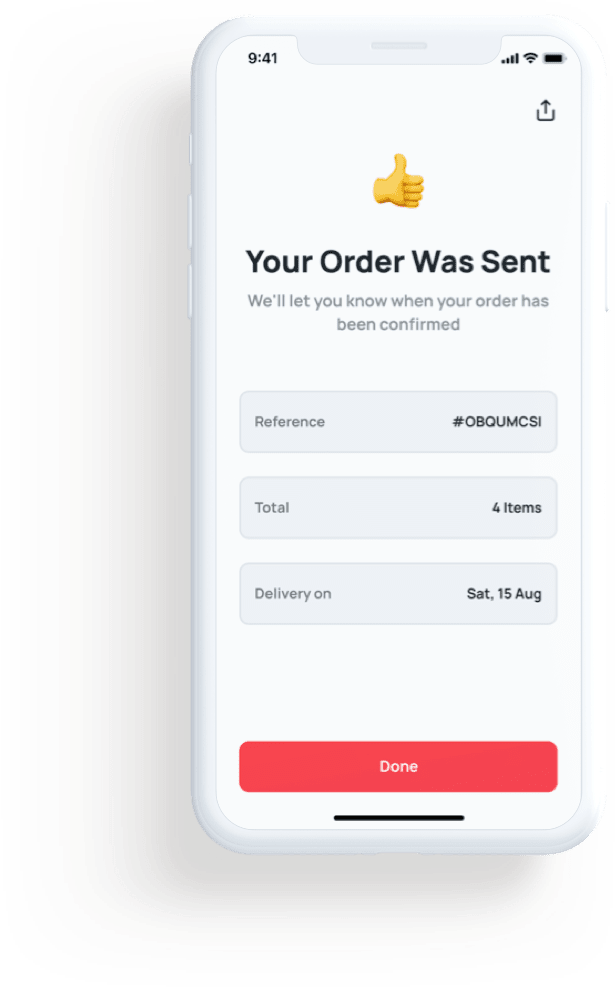 9:41
Your Order Was Sent
We'll let you know when your order has
been confirmed
Reference #OBQUMCSI
Total 4 Items
Delivery on Sat, 15 Aug
Done